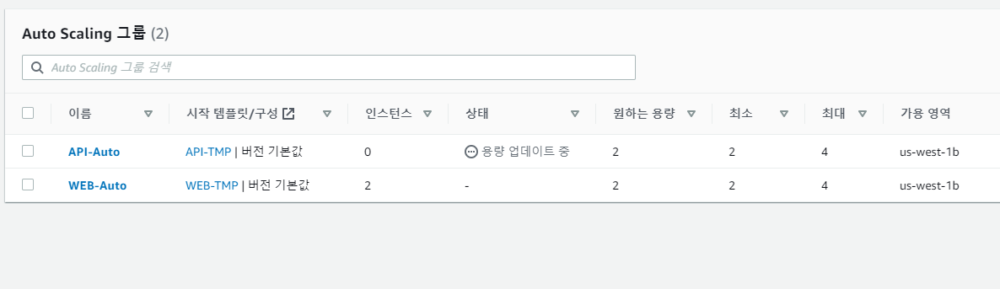 Auto Scaling 그룹 (2)
Auto Scaling 그룹 검색
이름 시작 템플릿/구성 인스턴스 상태 원하는 용량 최소 최대 가용 영역
API-Auto API-TMP | 버전 기본값 0 용량 업데이트 중 2 2 4 us-west-1b
WEB-Auto WEB-TMP | 버전 기본값 2 - 2 2 4 us-west-1b